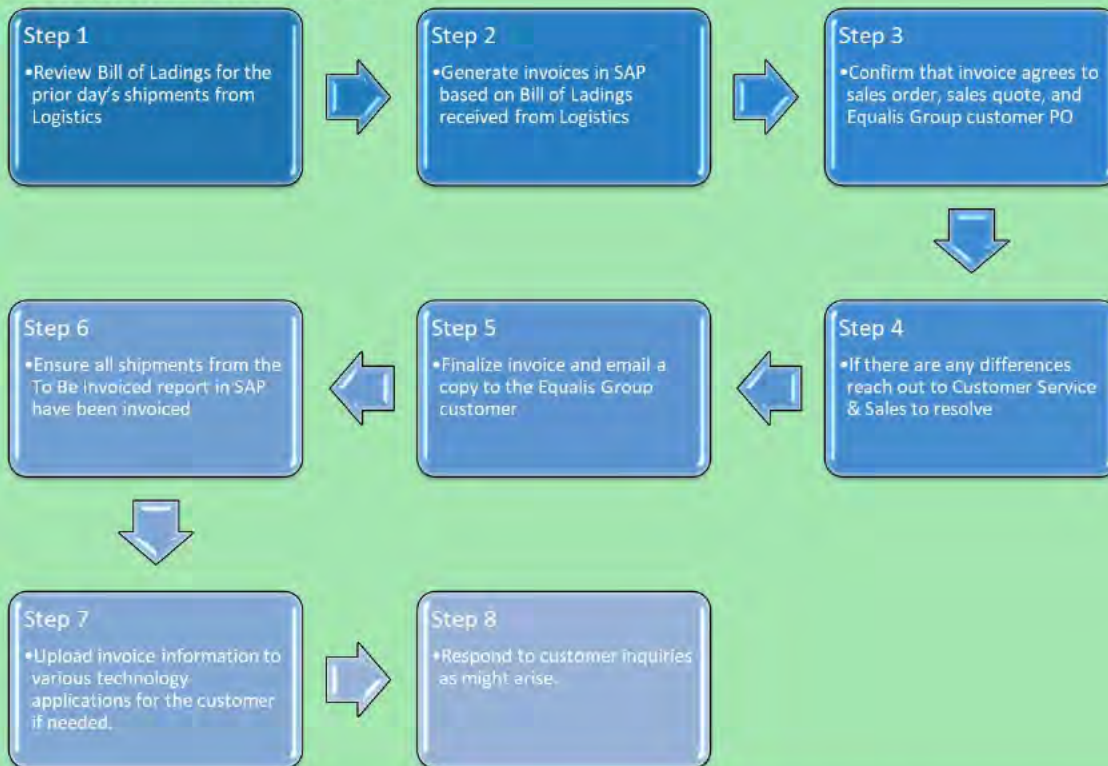 Step 1
•Review Bill of Ladings for the
prior day's shipments from
Logistics
Step 2
•Generate invoices in SAP
based on Bill of Ladings
received from Logistics
Step 3
•Confirm that invoice agrees to
sales order, sales quote, and
Equalis Group customer PO
Step 4
•If there are any differences
reach out to Customer Service
& Sales to resolve
Step 5
•Finalize invoice and email a
copy to the Equalis Group
customer
Step 6
•Ensure all shipments from the
To Be invoiced report in SAP
have been invoiced
Step 7
•Upload invoice information to
various technology
applications for the customer
if needed.
Step 8
•Respond to customer inquiries
as might arise.